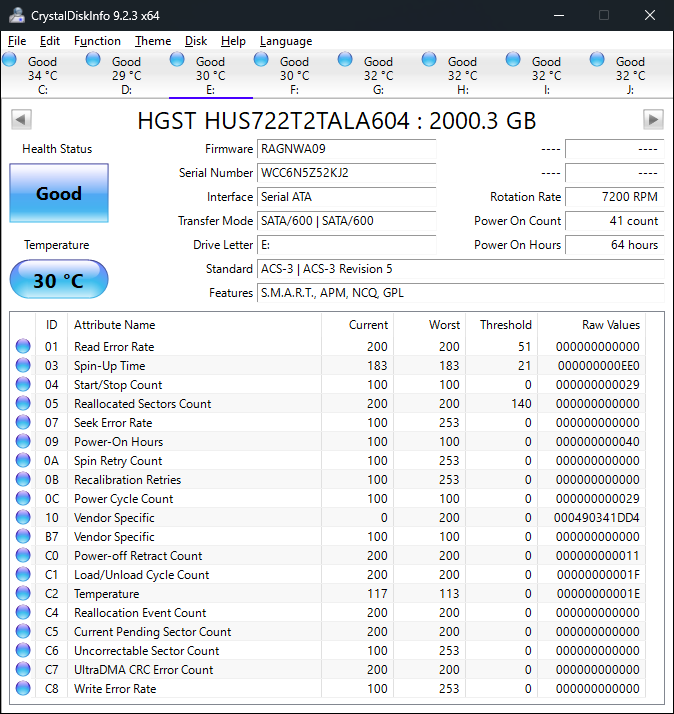 CrystalDiskInfo 9.2.3 x64
File Edit Function Theme Disk Help Language
Good Good Good Good Good Good Good Good
34 °C 29 °C 30 °C 30 °C 32 °C 32 °C 32 °C 32 °C
C: D: E: F: G: H: I: J:
HGST HUS722T2TALA604 : 2000.3 GB
Health Status
Good
Temperature
30 °C
Firmware RAGNWA09 ---- ----
Serial Number WCC6N5Z52KJ2 ---- ----
Interface Serial ATA Rotation Rate 7200 RPM
Transfer Mode SATA/600 | SATA/600 Power On Count 41 count
Drive Letter E: Power On Hours 64 hours
Standard ACS-3 | ACS-3 Revision 5
Features S.M.A.R.T., APM, NCQ, GPL
ID Attribute Name Current Worst Threshold Raw Values
01 Read Error Rate 200 200 51 000000000000
03 Spin-Up Time 183 183 21 000000000EE0
04 Start/Stop Count 100 100 0 000000000029
05 Reallocated Sectors Count 200 200 140 000000000000
07 Seek Error Rate 100 253 0 000000000000
09 Power-On Hours 100 100 0 000000000040
0A Spin Retry Count 100 253 0 000000000000
0B Recalibration Retries 100 253 0 000000000000
0C Power Cycle Count 100 100 0 000000000029
10 Vendor Specific 0 200 0 000490341DD4
B7 Vendor Specific 100 100 0 000000000000
C0 Power-off Retract Count 200 200 0 000000000011
C1 Load/Unload Cycle Count 200 200 0 00000000001F
C2 Temperature 117 113 0 00000000001E
C4 Reallocation Event Count 200 200 0 000000000000
C5 Current Pending Sector Count 200 200 0 000000000000
C6 Uncorrectable Sector Count 100 253 0 000000000000
C7 UltraDMA CRC Error Count 200 200 0 000000000000
C8 Write Error Rate 100 253 0 000000000000